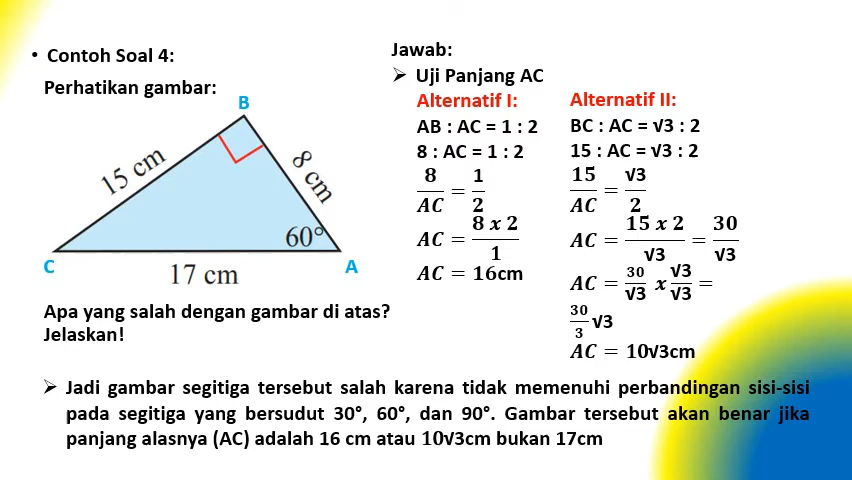 • Contoh Soal 4:
Perhatikan gambar:
B
15 cm
8 cm
60°
C
A
17 cm
Apa yang salah dengan gambar di atas?
Jelaskan!
Jawab:
➢ Uji Panjang AC
Alternatif I:
AB : AC = 1 : 2
8 : AC = 1 : 2
8/AC = 1/2
AC = 8 x 2/1
AC = 16cm
Alternatif II:
BC : AC = √3 : 2
15 : AC = √3 : 2
15/AC = √3/2
AC = 15 x 2/√3 = 30/√3
AC = 30/√3 x √3/√3 =
30/3 √3
AC = 10√3cm
➢ Jadi gambar segitiga tersebut salah karena tidak memenuhi perbandingan sisi-sisi
pada segitiga yang bersudut 30°, 60°, dan 90°. Gambar tersebut akan benar jika
panjang alasnya (AC) adalah 16 cm atau 10√3cm bukan 17cm